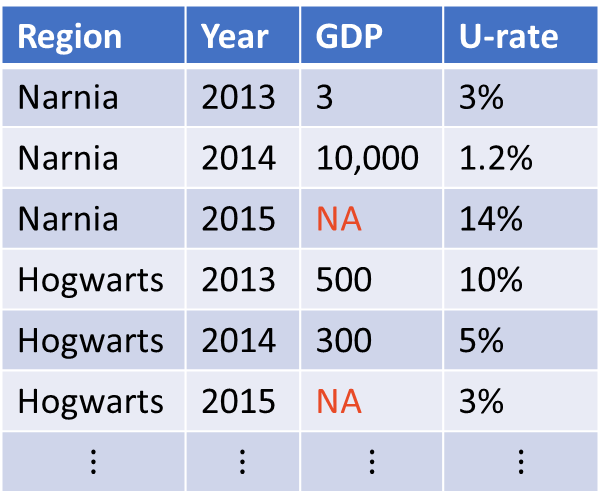 Region Year GDP U-rate
Narnia 2013 3 3%
Narnia 2014 10,000 1.2%
Narnia 2015 NA 14%
Hogwarts 2013 500 10%
Hogwarts 2014 300 5%
Hogwarts 2015 NA 3%
⋮ ⋮ ⋮ ⋮